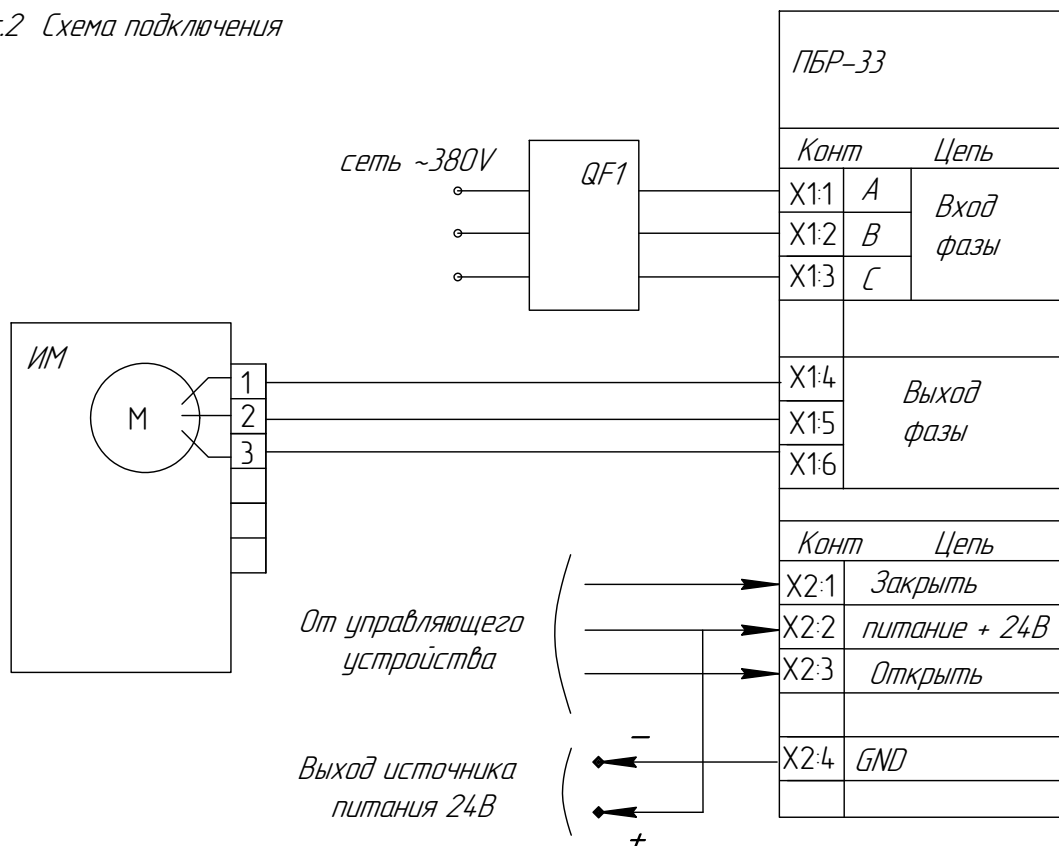 .2 Схема подключения
ПБР-33
сеть ~380V
QF1
Конт Цепь
X1:1 A
X1:2 B
X1:3 C
Вход
фазы
ИМ
M
1
2
3
X1:4
X1:5
X1:6
Выход
фазы
Конт Цепь
X2:1 Закрыть
X2:2 питание + 24В
X2:3 Открыть
X2:4 GND
От управляющего
устройства
Выход источника
питания 24В
-
+